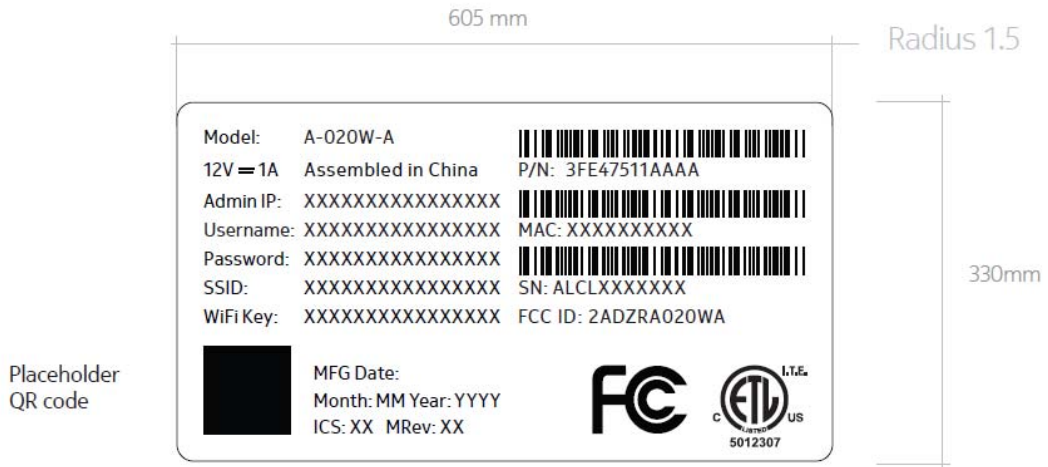 605 mm
Radius 1.5
Model: A-020W-A
12V ⎓ 1A Assembled in China
P/N: 3FE47511AAAA
Admin IP: XXXXXXXXXXXXXXXX
Username: XXXXXXXXXXXXXXXX
MAC: XXXXXXXXXX
Password: XXXXXXXXXXXXXXXX
SSID: XXXXXXXXXXXXXXXX
SN: ALCLXXXXXXX
WiFi Key: XXXXXXXXXXXXXXXX
FCC ID: 2ADZRA020WA
330mm
Placeholder
QR code
MFG Date:
Month: MM Year: YYYY
ICS: XX MRev: XX
FC
I.T.E.
ETL
C US
LISTED
5012307